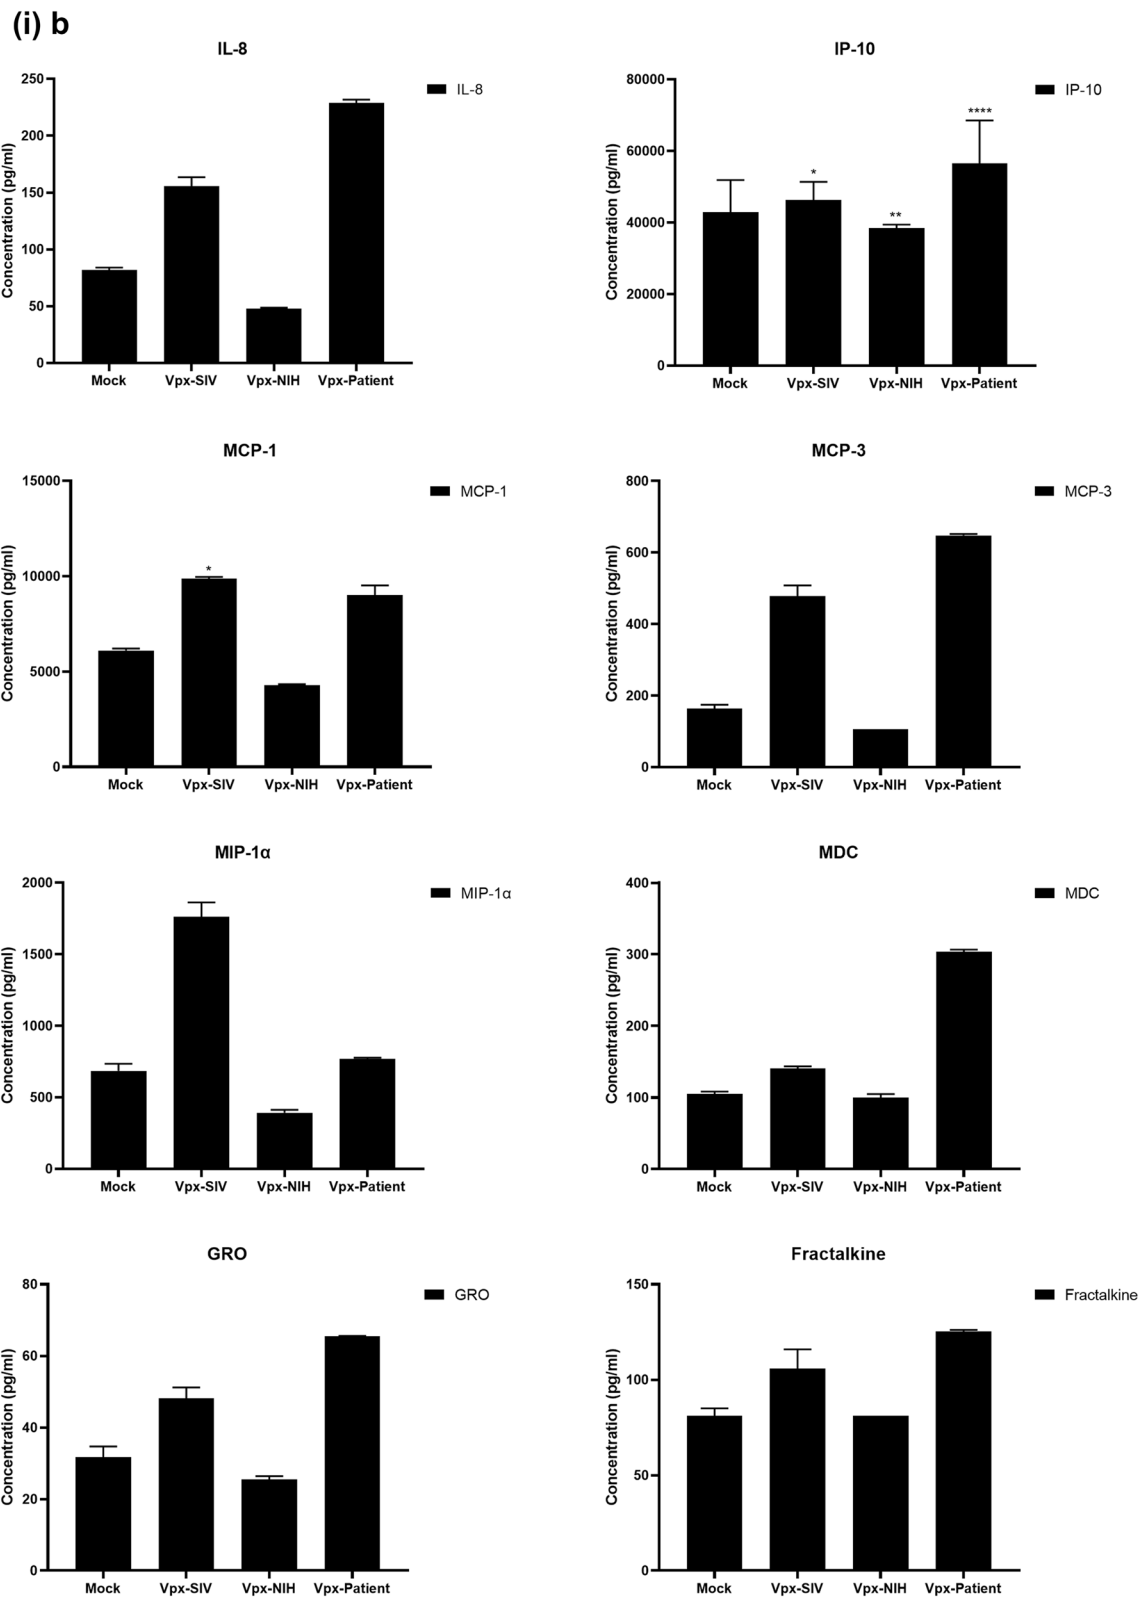 (i) b
IL-8
IL-8
Concentration (pg/ml)
250
200
150
100
50
0
Mock Vpx-SIV Vpx-NIH Vpx-Patient
IP-10
IP-10
Concentration (pg/ml)
80000
60000
40000
20000
0
*
**
****
Mock Vpx-SIV Vpx-NIH Vpx-Patient
MCP-1
MCP-1
Concentration (pg/ml)
15000
10000
5000
0
*
Mock Vpx-SIV Vpx-NIH Vpx-Patient
MCP-3
MCP-3
Concentration (pg/ml)
800
600
400
200
0
Mock Vpx-SIV Vpx-NIH Vpx-Patient
MIP-1α
MIP-1α
Concentration (pg/ml)
2000
1500
1000
500
0
Mock Vpx-SIV Vpx-NIH Vpx-Patient
MDC
MDC
Concentration (pg/ml)
400
300
200
100
0
Mock Vpx-SIV Vpx-NIH Vpx-Patient
GRO
GRO
Concentration (pg/ml)
80
60
40
20
0
Mock Vpx-SIV Vpx-NIH Vpx-Patient
Fractalkine
Fractalkine
Concentration (pg/ml)
150
100
50
0
Mock Vpx-SIV Vpx-NIH Vpx-Patient